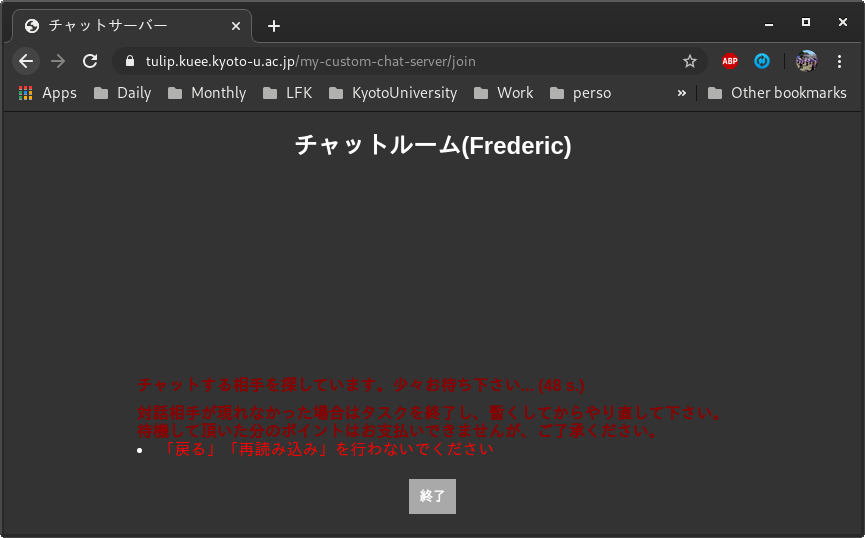 チャットサーバー
tulip.kuee.kyoto-u.ac.jp/my-custom-chat-server/join
ABP
Apps Daily Monthly LFK KyotoUniversity Work perso » Other bookmarks
チャットルーム(Frederic)
チャットする相手を探しています。少々お待ち下さい... (48 s.)
対話相手が現れなかった場合はタスクを終了し、暫くしてからやり直して下さい。
待機して頂いた分のポイントはお支払いできませんが、ご了承ください。
「戻る」「再読み込み」を行わないでください
終了